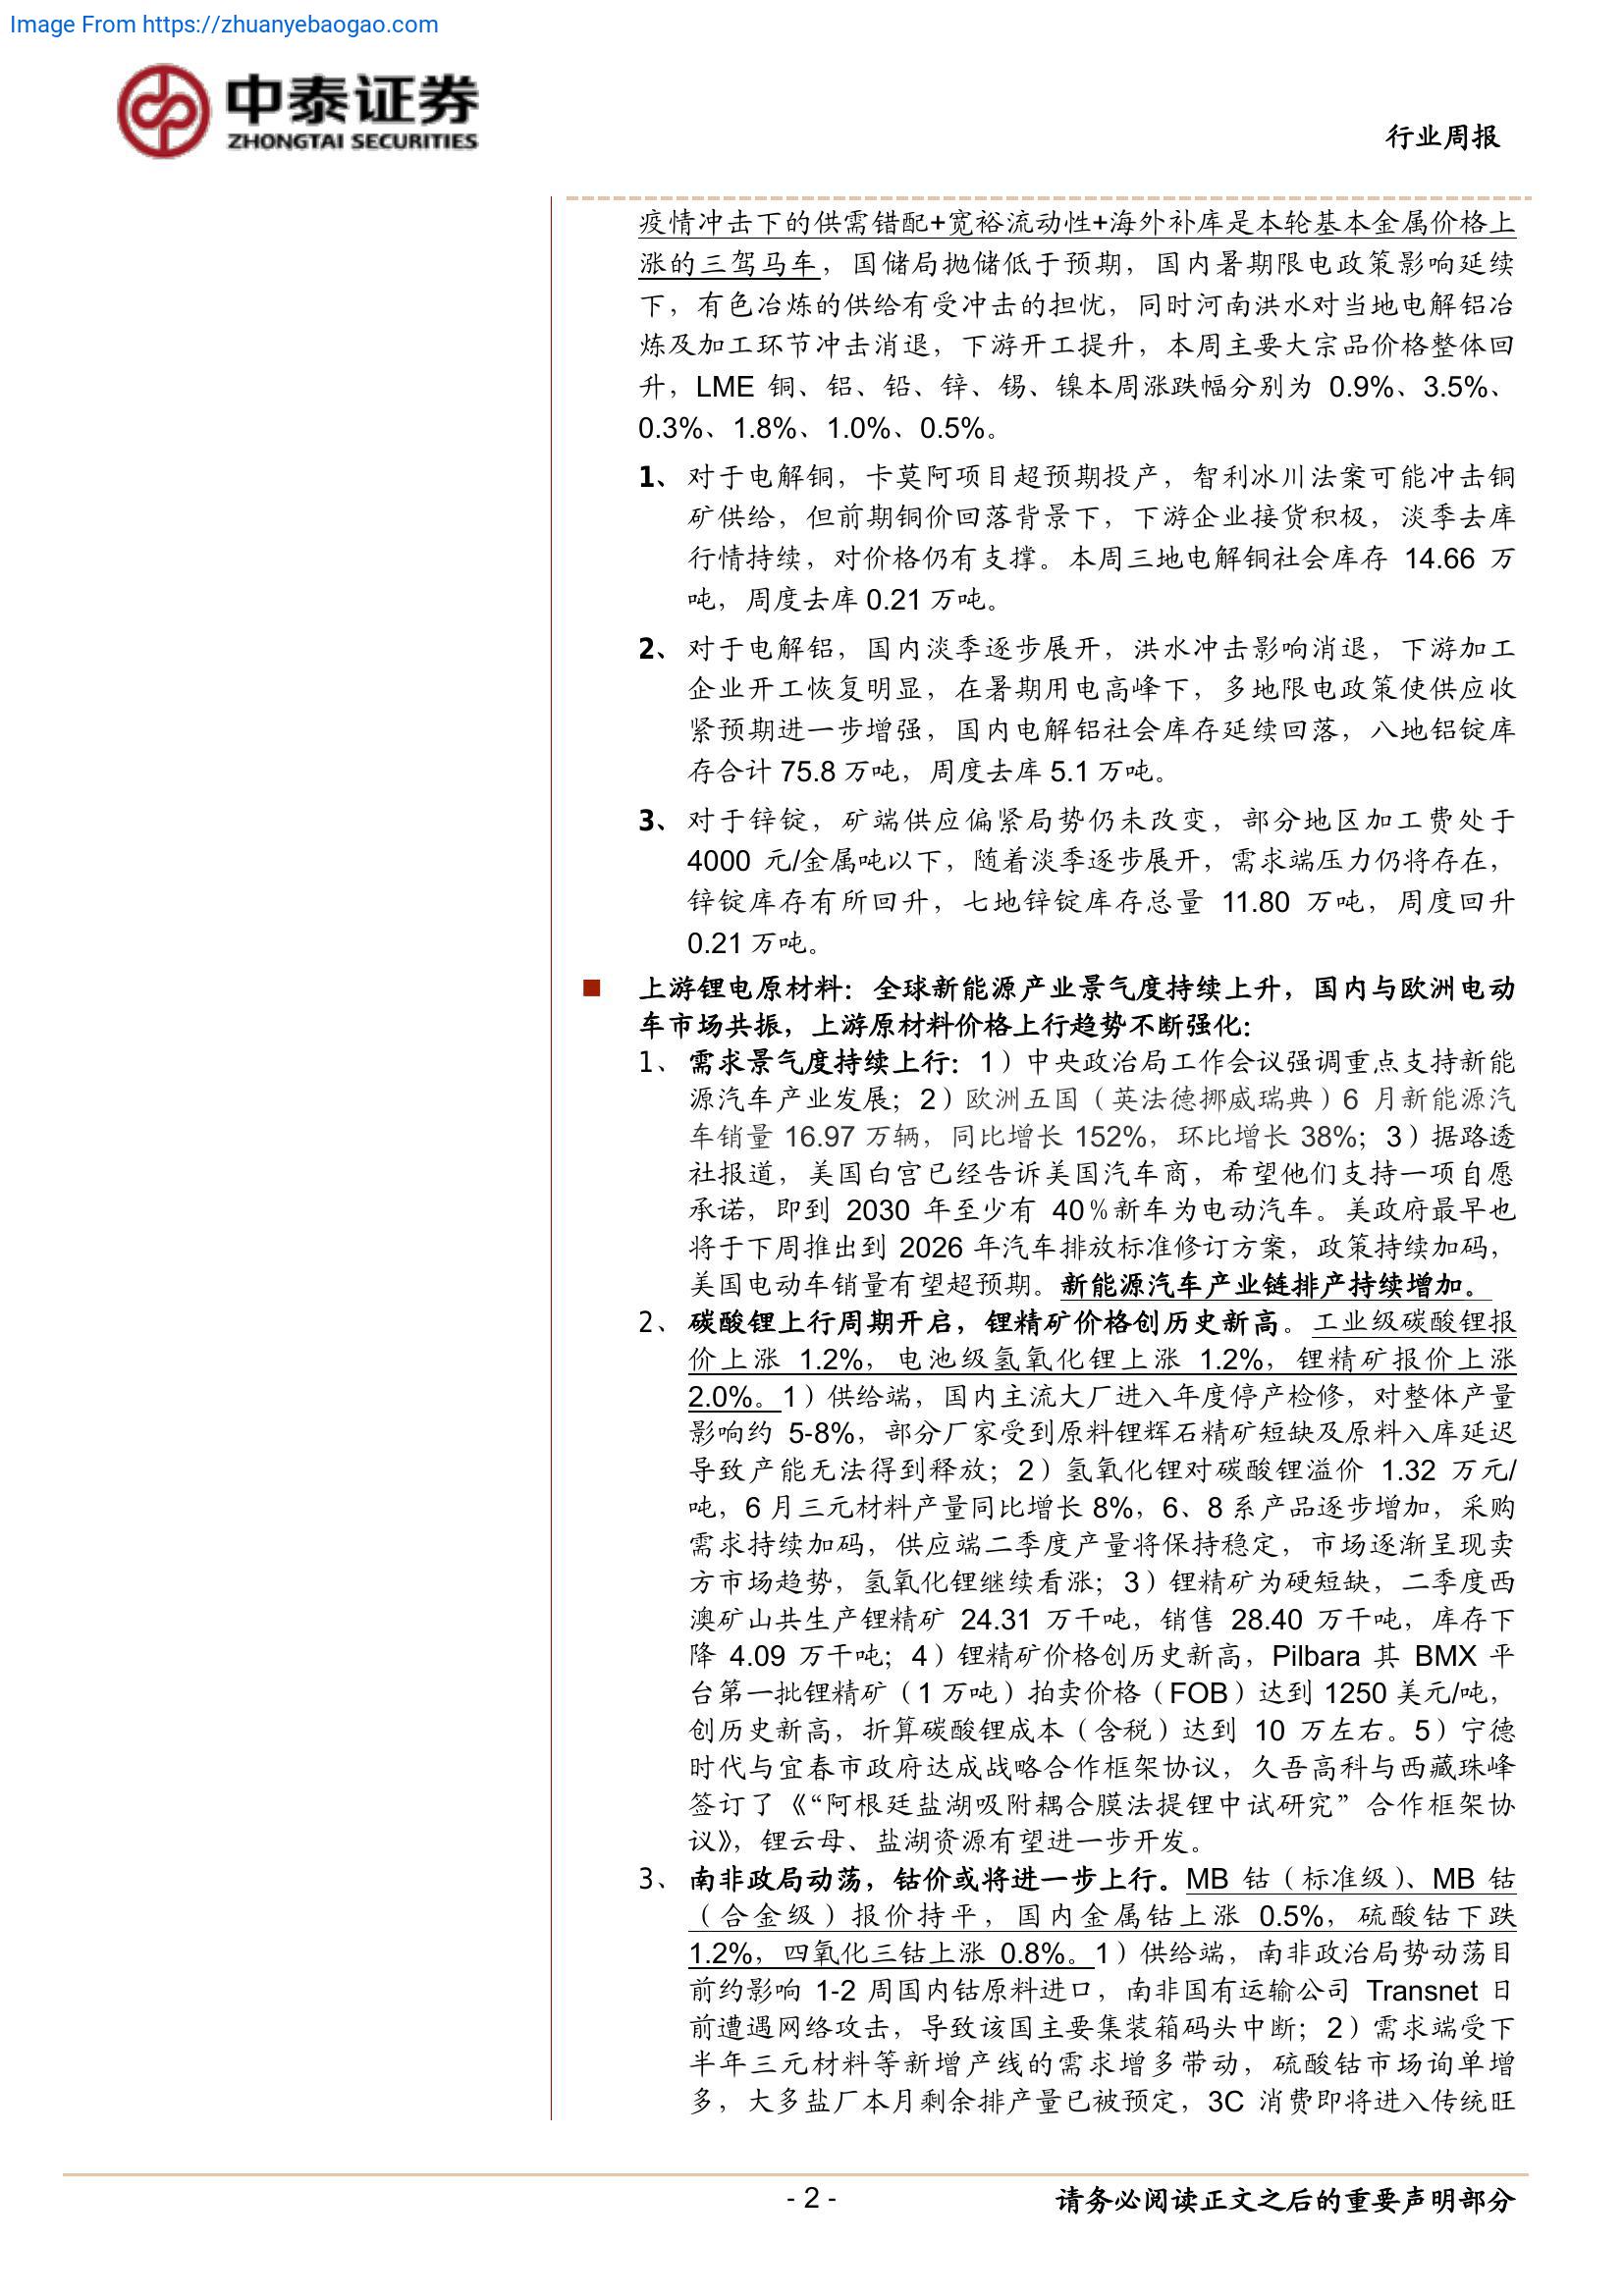 Image From https://zhuanyebaogao.com
中泰证券
ZHONGTAI SECURITIES
行业周报
疫情冲击下的供需错配+宽裕流动性+海外补库是本轮基本金属价格上
涨的三驾马车，国储局抛储低于预期，国内暑期限电政策影响延续
下，有色冶炼的供给有受冲击的担忧，同时河南洪水对当地电解铝冶
炼及加工环节冲击消退，下游开工提升，本周主要大宗品价格整体回
升，LME 铜、铝、铅、锌、锡、镍本周涨跌幅分别为 0.9%、3.5%、
0.3%、1.8%、1.0%、0.5%。
1、 对于电解铜，卡莫阿项目超预期投产，智利冰川法案可能冲击铜
矿供给，但前期铜价回落背景下，下游企业接货积极，淡季去库
行情持续，对价格仍有支撑。本周三地电解铜社会库存 14.66 万
吨，周度去库 0.21 万吨。
2、 对于电解铝，国内淡季逐步展开，洪水冲击影响消退，下游加工
企业开工恢复明显，在暑期用电高峰下，多地限电政策使供应收
紧预期进一步增强，国内电解铝社会库存延续回落，八地铝锭库
存合计 75.8 万吨，周度去库 5.1 万吨。
3、 对于锌锭，矿端供应偏紧局势仍未改变，部分地区加工费处于
4000 元/金属吨以下，随着淡季逐步展开，需求端压力仍将存在，
锌锭库存有所回升，七地锌锭库存总量 11.80 万吨，周度回升
0.21 万吨。
■ 上游锂电原材料：全球新能源产业景气度持续上升，国内与欧洲电动
车市场共振，上游原材料价格上行趋势不断强化：
1、 需求景气度持续上行：1）中央政治局工作会议强调重点支持新能
源汽车产业发展；2）欧洲五国（英法德挪威瑞典）6 月新能源汽
车销量 16.97 万辆，同比增长 152%，环比增长 38%；3）据路透
社报道，美国白宫已经告诉美国汽车商，希望他们支持一项自愿
承诺，即到 2030 年至少有 40%新车为电动汽车。美政府最早也
将于下周推出到 2026 年汽车排放标准修订方案，政策持续加码，
美国电动车销量有望超预期。新能源汽车产业链排产持续增加。
2、 碳酸锂上行周期开启，锂精矿价格创历史新高。工业级碳酸锂报
价上涨 1.2%，电池级氢氧化锂上涨 1.2%，锂精矿报价上涨
2.0%。1）供给端，国内主流大厂进入年度停产检修，对整体产量
影响约 5-8%，部分厂家受到原料锂辉石精矿短缺及原料入库延迟
导致产能无法得到释放；2）氢氧化锂对碳酸锂溢价 1.32 万元/
吨，6 月三元材料产量同比增长 8%，6、8 系产品逐步增加，采购
需求持续加码，供应端二季度产量将保持稳定，市场逐渐呈现卖
方市场趋势，氢氧化锂继续看涨；3）锂精矿为硬短缺，二季度西
澳矿山共生产锂精矿 24.31 万干吨，销售 28.40 万干吨，库存下
降 4.09 万干吨；4）锂精矿价格创历史新高，Pilbara 其 BMX 平
台第一批锂精矿（1 万吨）拍卖价格（FOB）达到 1250 美元/吨，
创历史新高，折算碳酸锂成本（含税）达到 10 万左右。5）宁德
时代与宜春市政府达成战略合作框架协议，久吾高科与西藏珠峰
签订了《“阿根廷盐湖吸附耦合膜法提锂中试研究” 合作框架协
议》，锂云母、盐湖资源有望进一步开发。
3、 南非政局动荡，钴价或将进一步上行。MB 钴（标准级）、MB 钴
（合金级）报价持平，国内金属钴上涨 0.5%，硫酸钴下跌
1.2%，四氧化三钴上涨 0.8%。1）供给端，南非政治局势动荡目
前约影响 1-2 周国内钴原料进口，南非国有运输公司 Transnet 日
前遭遇网络攻击，导致该国主要集装箱码头中断；2）需求端受下
半年三元材料等新增产线的需求增多带动，硫酸钴市场询单增
多，大多盐厂本月剩余排产量已被预定，3C 消费即将进入传统旺
- 2 -
请务必阅读正文之后的重要声明部分